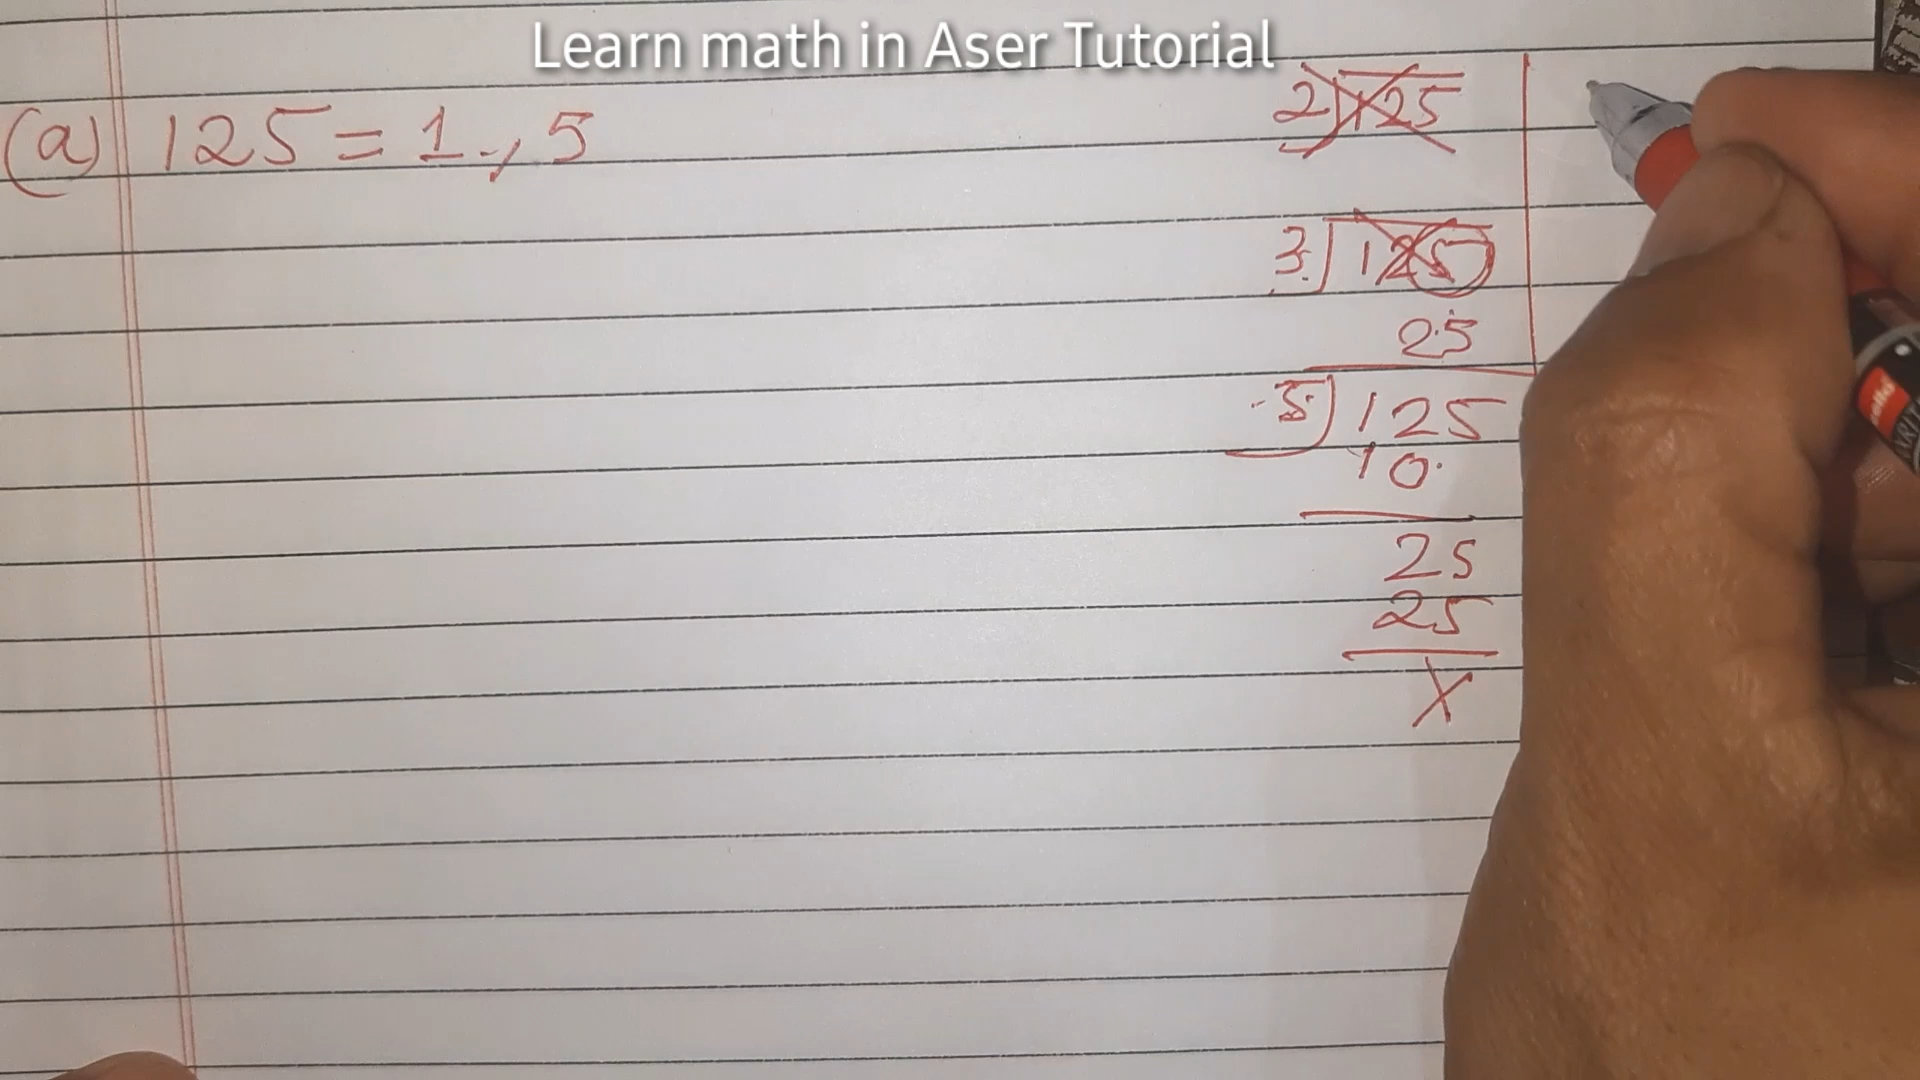 Learn math in Aser Tutorial
(a) 125 = 1, 5
2)125
3)125
25
5)125
10
25
25
X